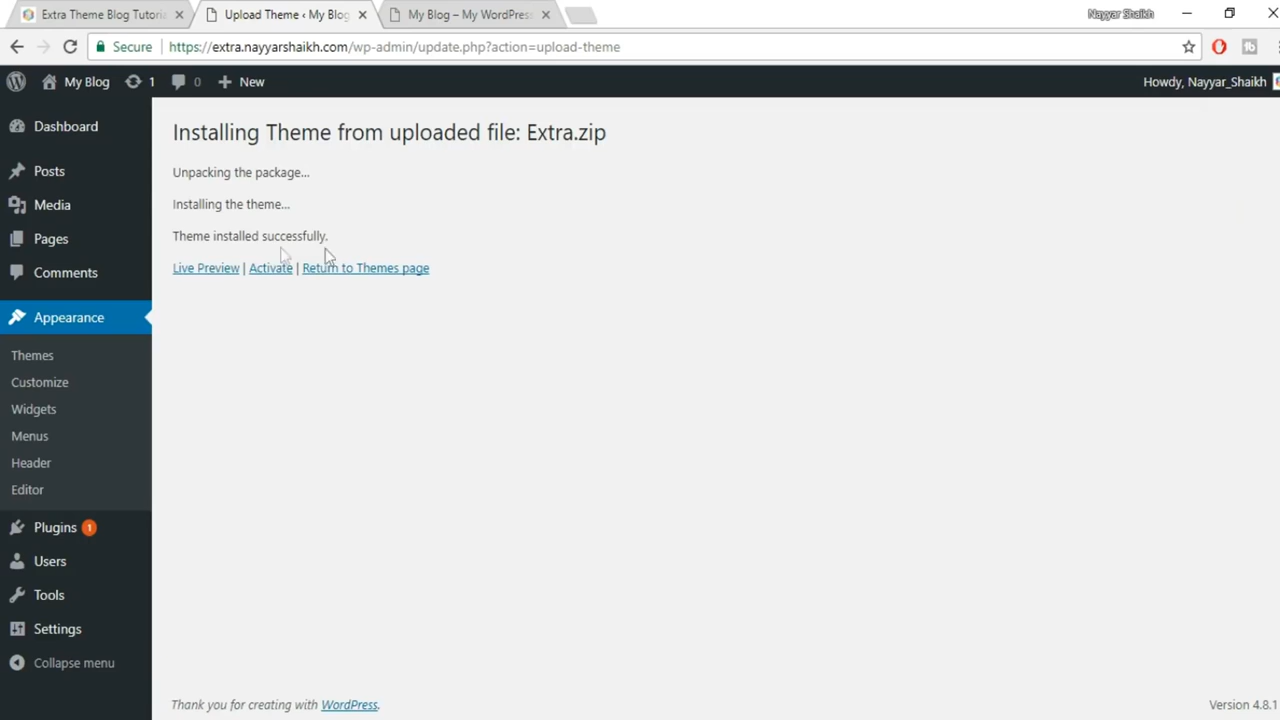 Extra Theme Blog Tutoria
Upload Theme ‹ My Blog
My Blog – My WordPress
Nayyar Shaikh
Secure
https://extra.nayyarshaikh.com/wp-admin/update.php?action=upload-theme
My Blog
1
0
New
Howdy, Nayyar_Shaikh
Dashboard
Posts
Media
Pages
Comments
Appearance
Themes
Customize
Widgets
Menus
Header
Editor
Plugins 1
Users
Tools
Settings
Collapse menu
Installing Theme from uploaded file: Extra.zip
Unpacking the package...
Installing the theme...
Theme installed successfully.
Live Preview | Activate | Return to Themes page
Thank you for creating with WordPress.
Version 4.8.1